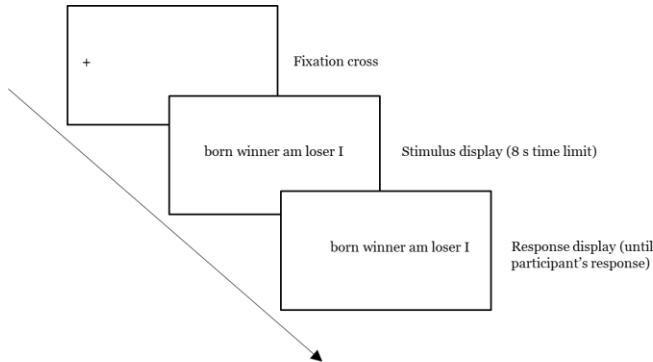 +
Fixation cross
born winner am loser I
Stimulus display (8 s time limit)
born winner am loser I
Response display (until
participant’s response)